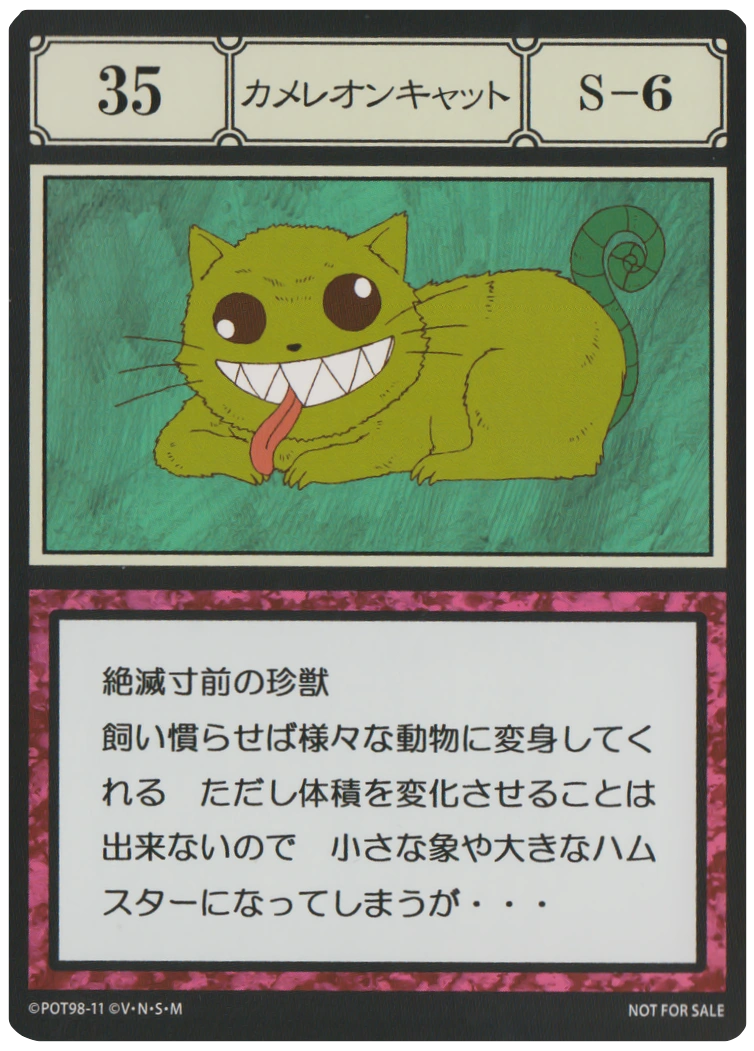 35
カメレオンキャット
S-6
絶滅寸前の珍獣
飼い慣らせば様々な動物に変身してく
れる　ただし体積を変化させることは
出来ないので　小さな象や大きなハム
スターになってしまうが・・・
©POT98-11 ©V・N・S・M
NOT FOR SALE